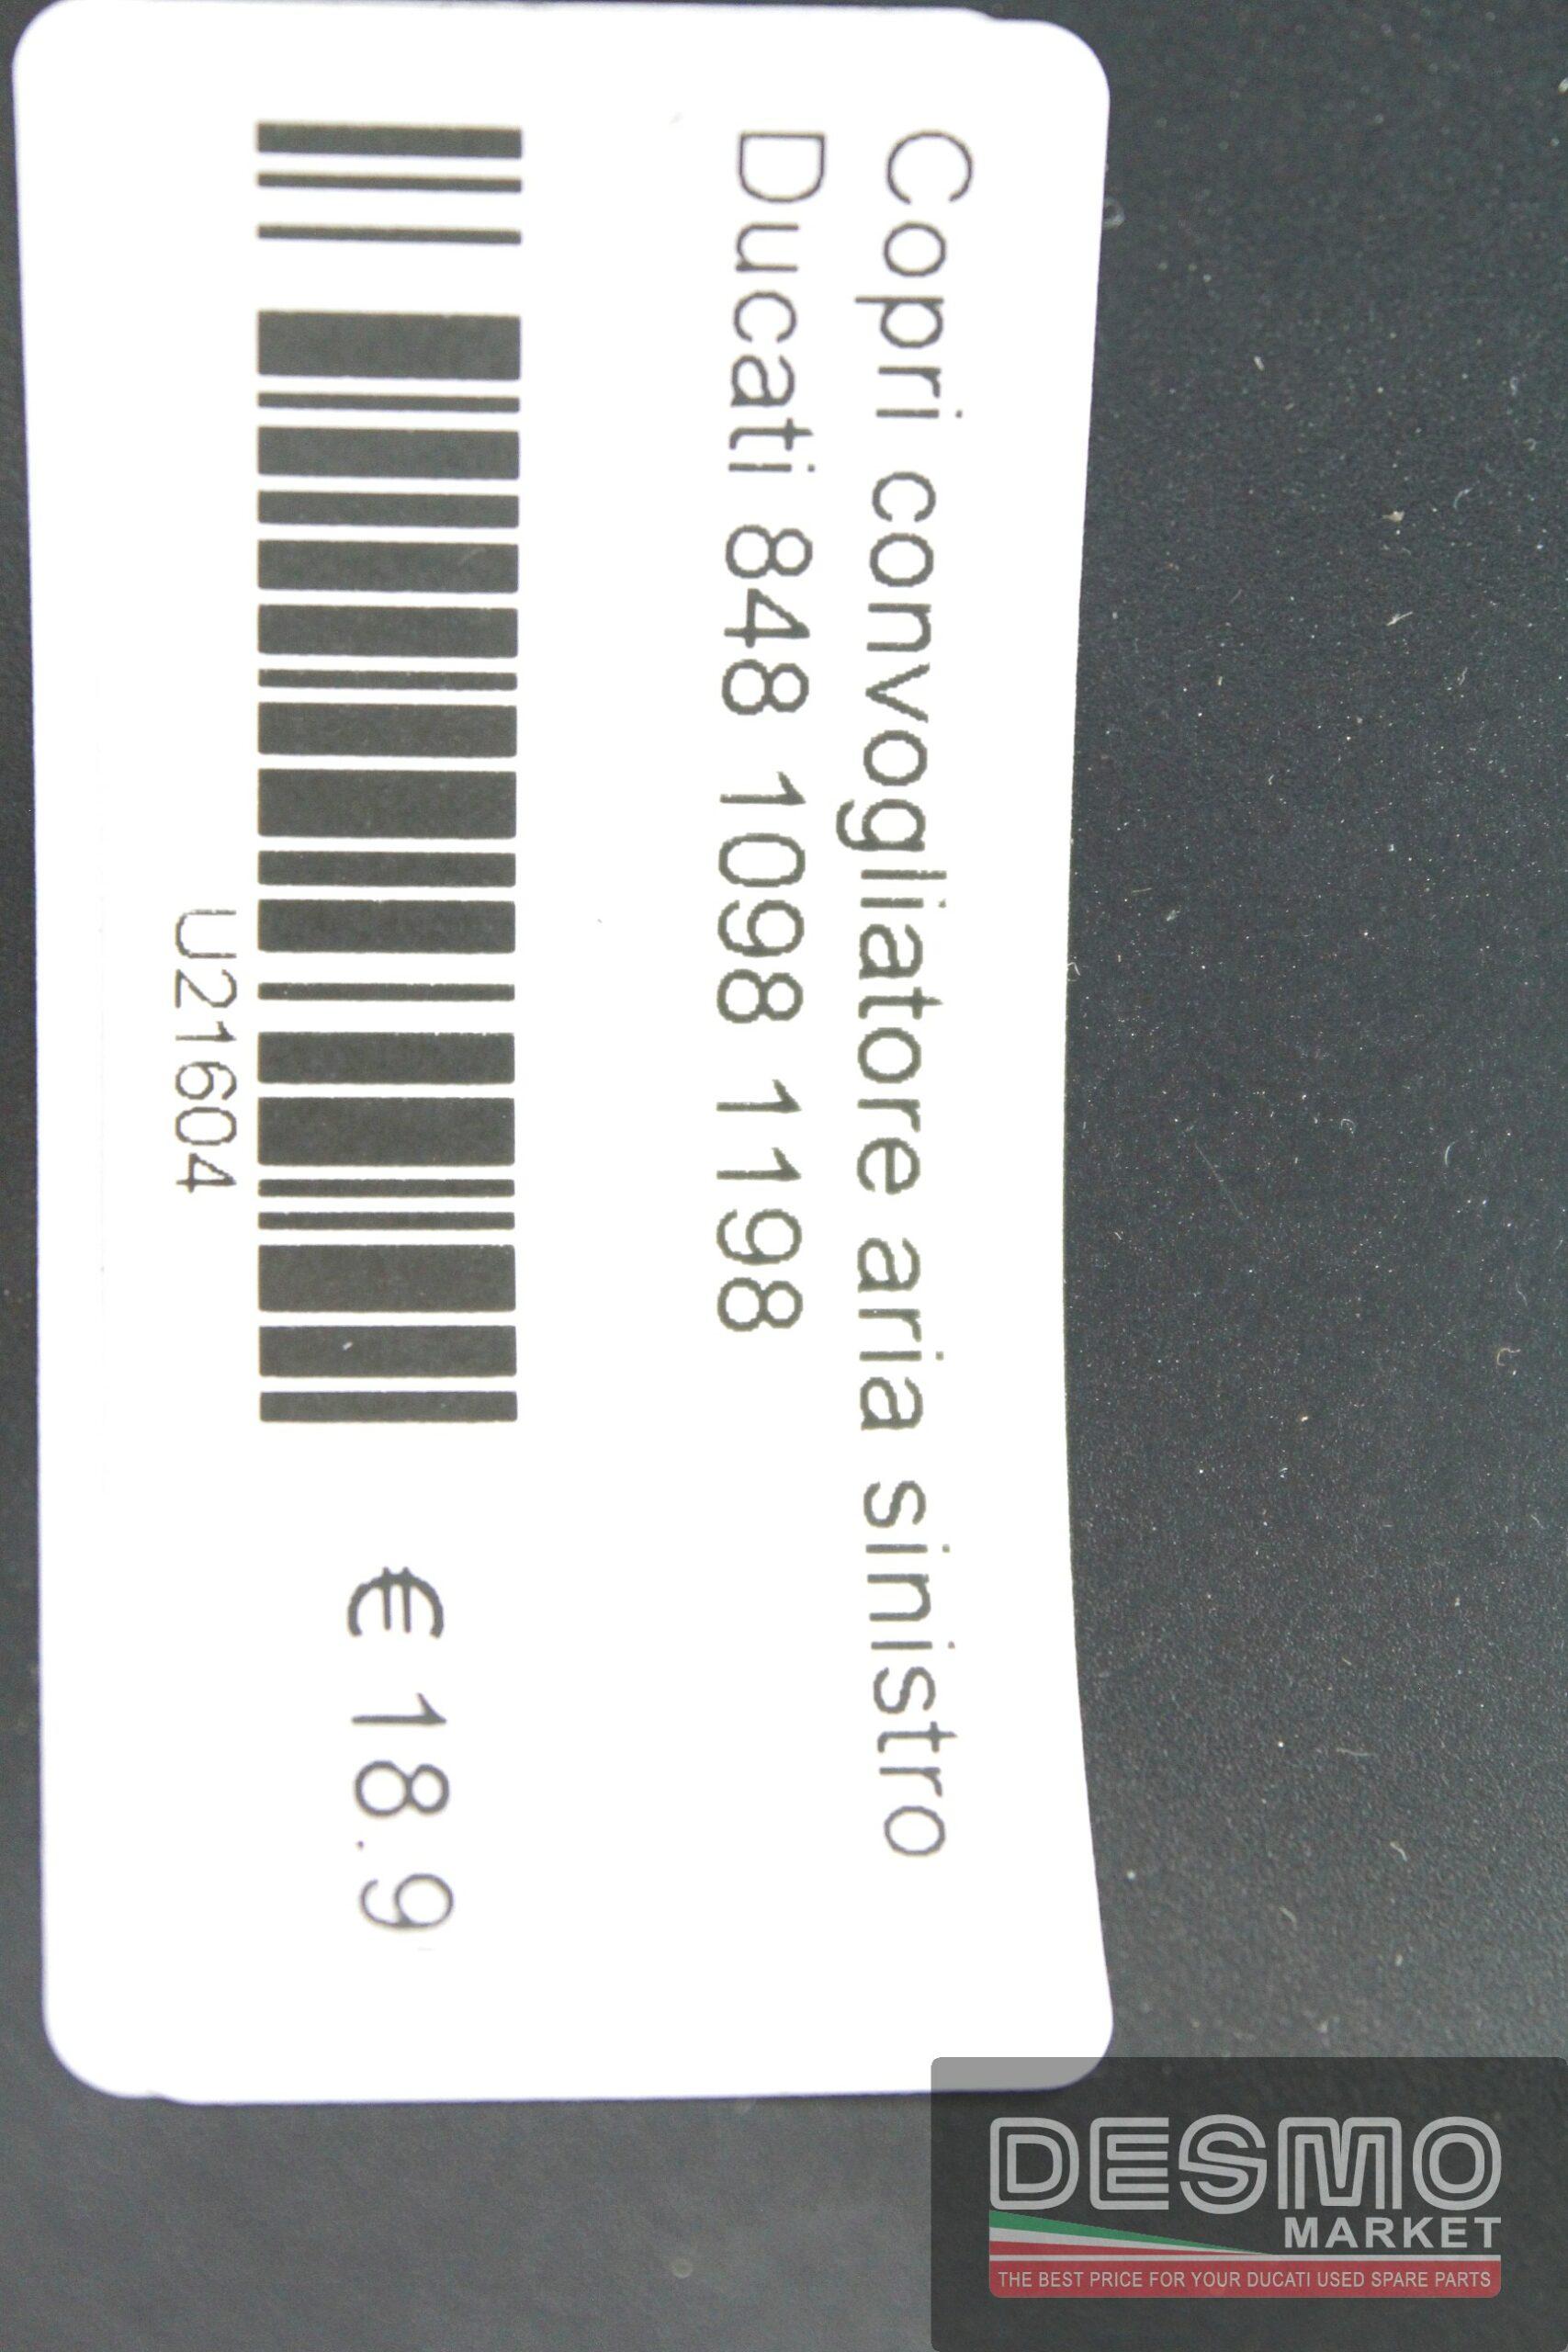 Copri convogliatore aria sinistro
Ducati 848 1098 1198
€ 18.9
U21604
DESMO
MARKET
THE BEST PRICE FOR YOUR DUCATI USED SPARE PARTS